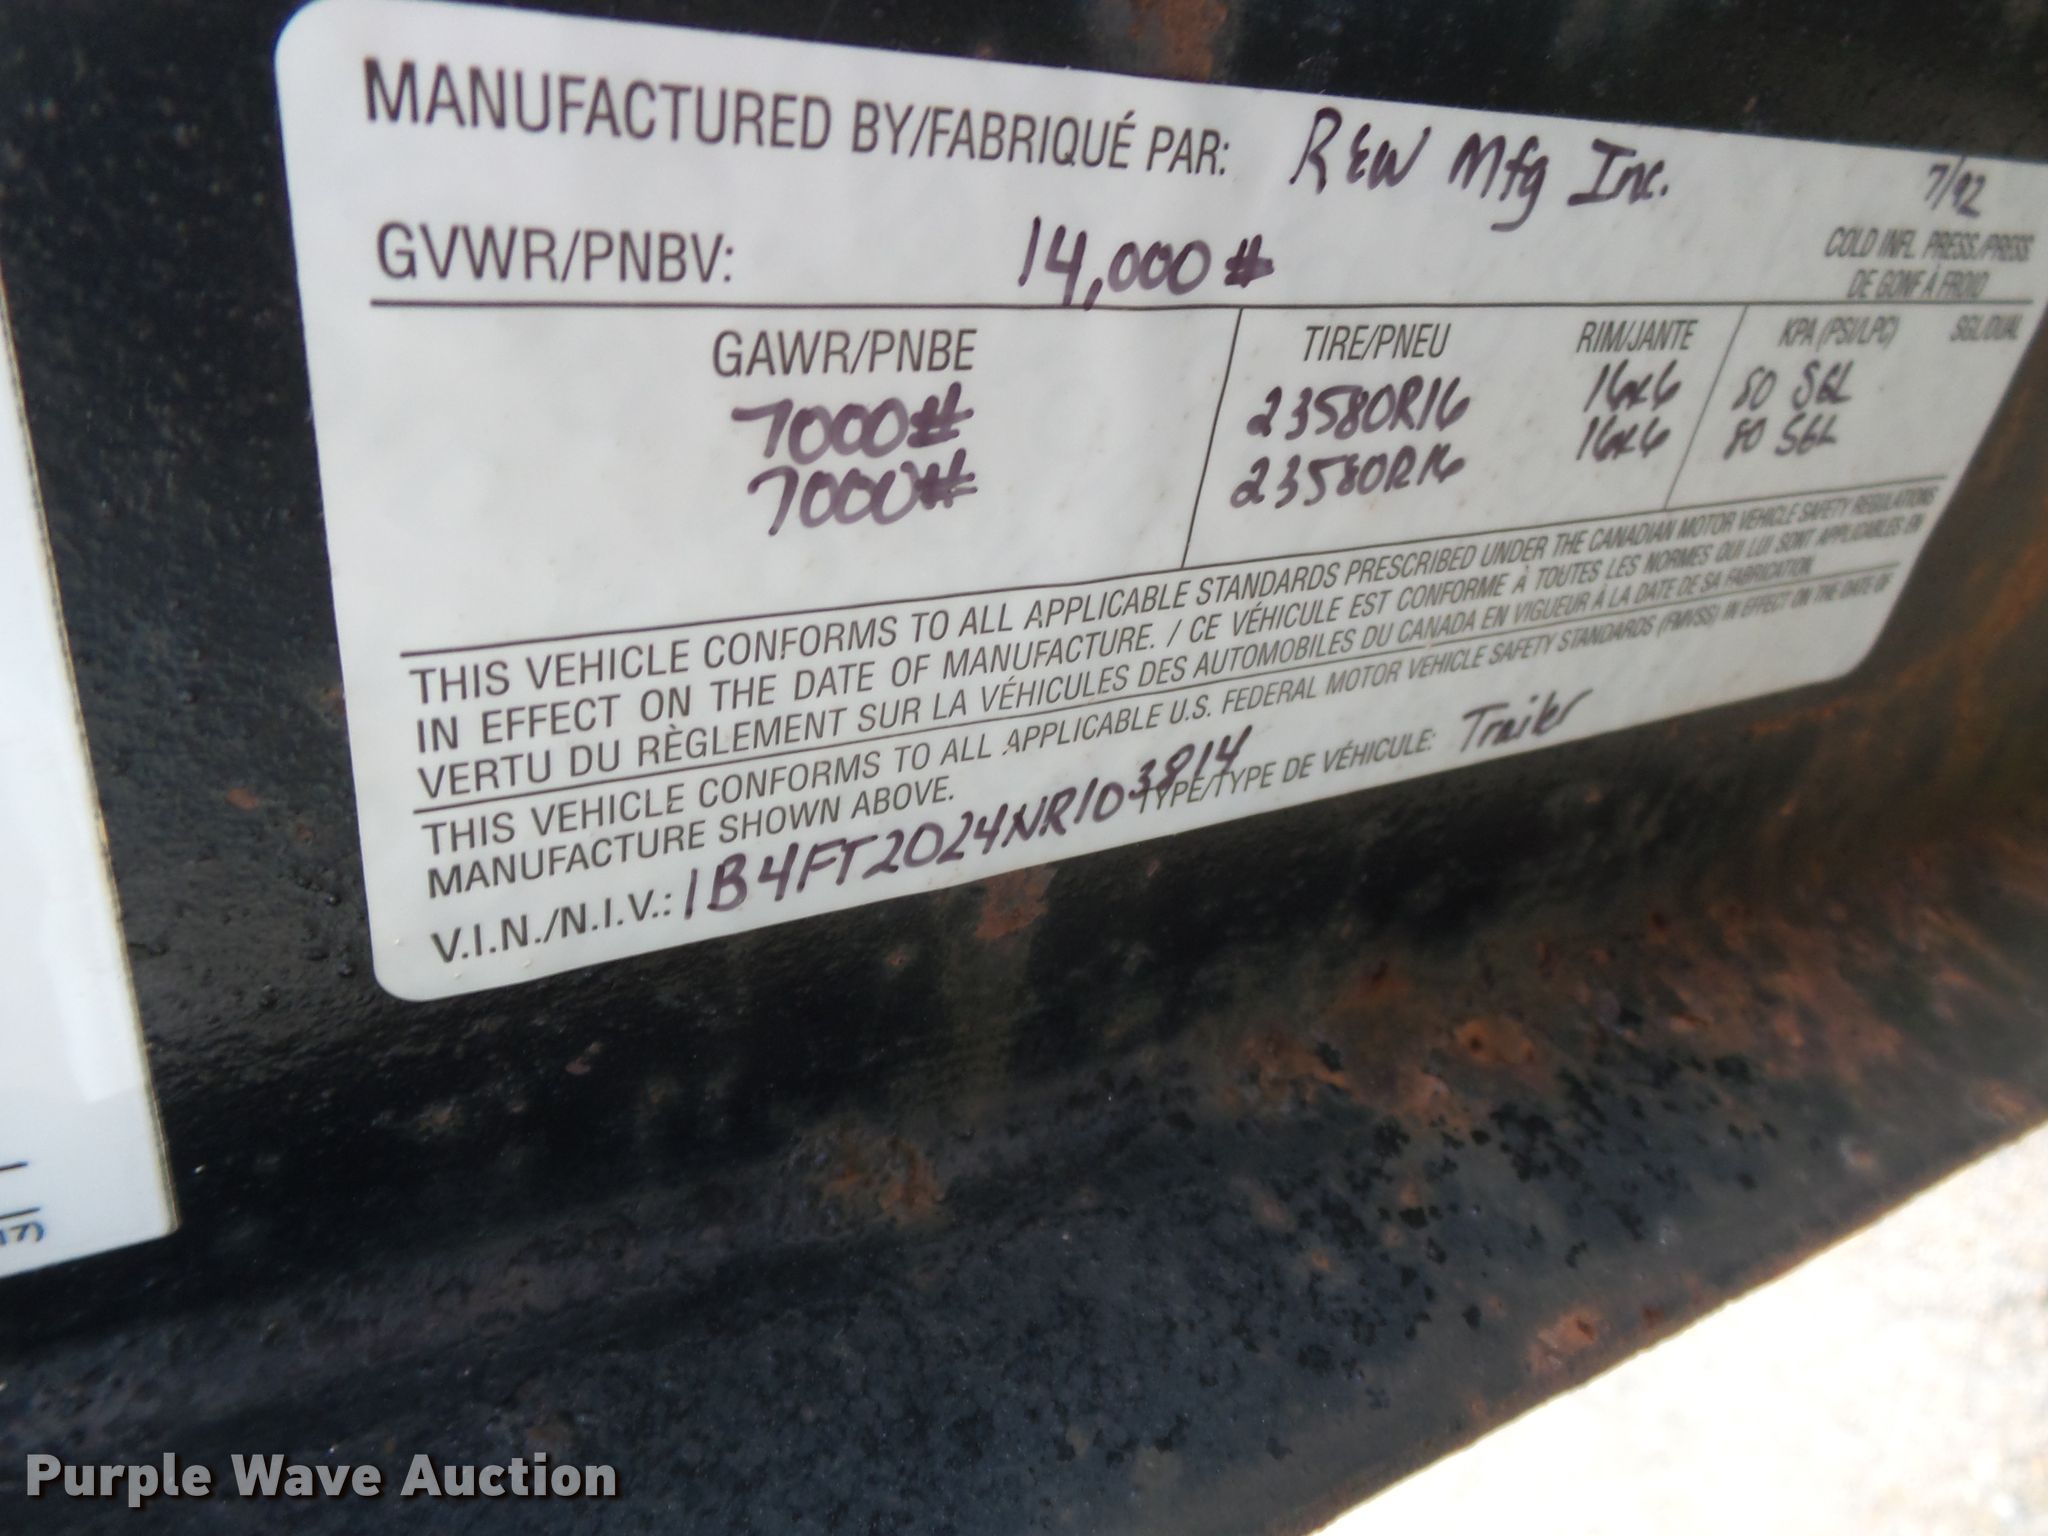 MANUFACTURED BY/FABRIQUÉ PAR: R&W Mfg Inc. 7/92
GVWR/PNBV: 14,000 #
COLD INFL. PRESS./PRESS.
DE GONF À FROID
GAWR/PNBE TIRE/PNEU RIM/JANTE KPA (PSI/LPC) SGL/DUAL
7000# 23580R16 16x6 80 SGL
7000# 23580R16 16x6 80 SGL
THIS VEHICLE CONFORMS TO ALL APPLICABLE STANDARDS PRESCRIBED UNDER THE CANADIAN MOTOR VEHICLE SAFETY REGULATIONS
IN EFFECT ON THE DATE OF MANUFACTURE. / CE VÉHICULE EST CONFORME À TOUTES LES NORMES QUI LUI SONT APPLICABLES EN
VERTU DU RÈGLEMENT SUR LA VÉHICULES DES AUTOMOBILES DU CANADA EN VIGUEUR À LA DATE DE SA FABRICATION.
THIS VEHICLE CONFORMS TO ALL APPLICABLE U.S. FEDERAL MOTOR VEHICLE SAFETY STANDARDS (FMVSS) IN EFFECT ON THE DATE OF
MANUFACTURE SHOWN ABOVE.
V.I.N./N.I.V.: 1B4FT2024NR103814 TYPE/TYPE DE VÉHICULE: Trailer
Purple Wave Auction